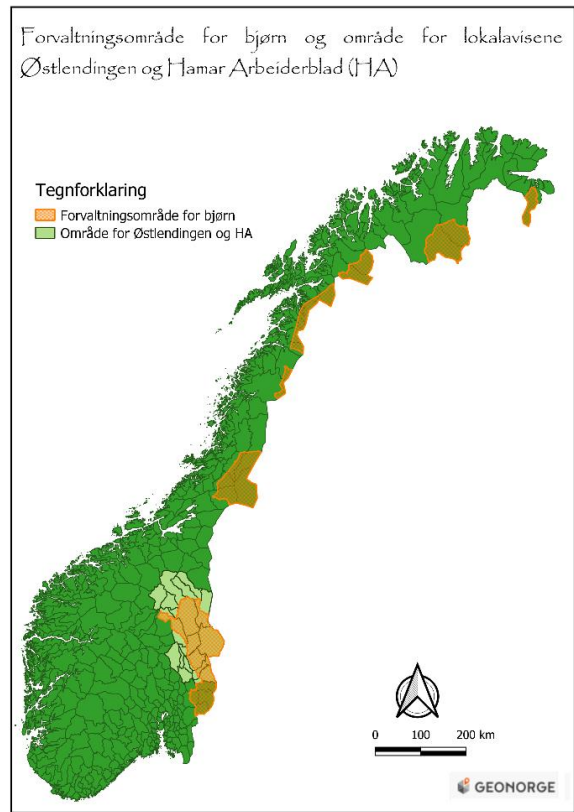 Forvaltningsområde for bjørn og område for lokalavisene
Østlendingen og Hamar Arbeiderblad (HA)
Tegnforklaring
Forvaltningsområde for bjørn
Område for Østlendingen og HA
0 100 200 km
GEONORGE